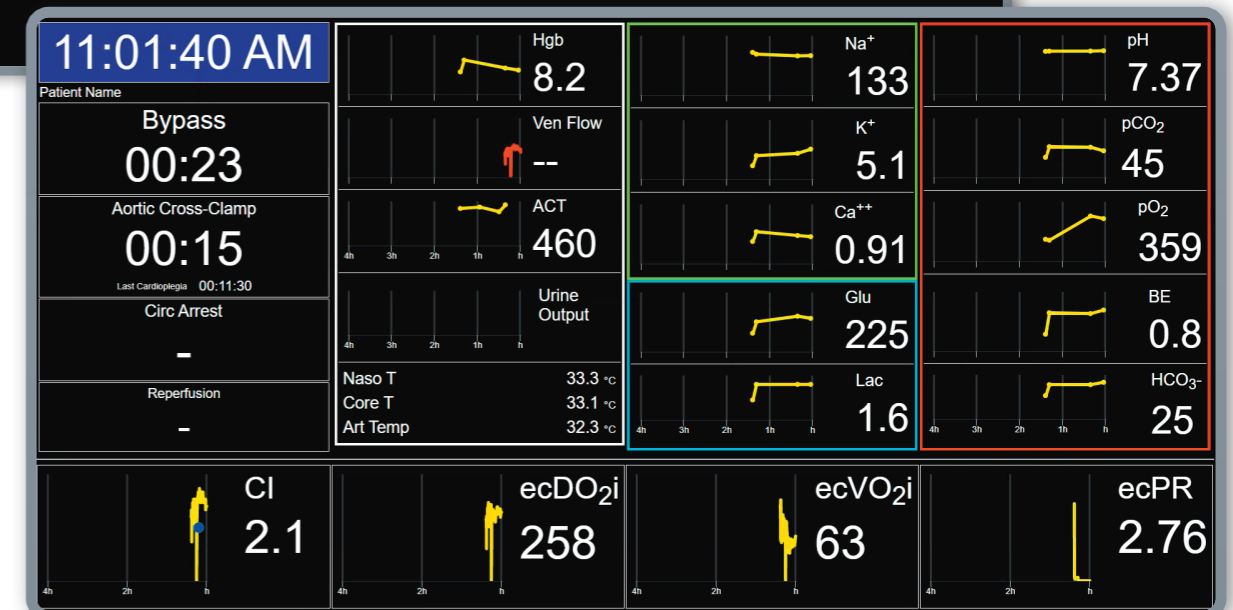 11:01:40 AM
Patient Name
Bypass
00:23
Aortic Cross-Clamp
00:15
Last Cardioplegia 00:11:30
Circ Arrest
-
Reperfusion
-
Hgb
8.2
Ven Flow
--
ACT
460
4h 3h 2h 1h h
Urine
Output
4h 3h 2h 1h h
Naso T 33.3 °C
Core T 33.1 °C
Art Temp 32.3 °C
Na+
133
K+
5.1
Ca++
0.91
Glu
225
Lac
1.6
4h 3h 2h 1h h
pH
7.37
pCO2
45
pO2
359
BE
0.8
HCO3-
25
4h 3h 2h 1h h
CI
2.1
4h 2h h
ecDO2i
258
4h 2h h
ecVO2i
63
4h 2h h
ecPR
2.76
4h 2h h